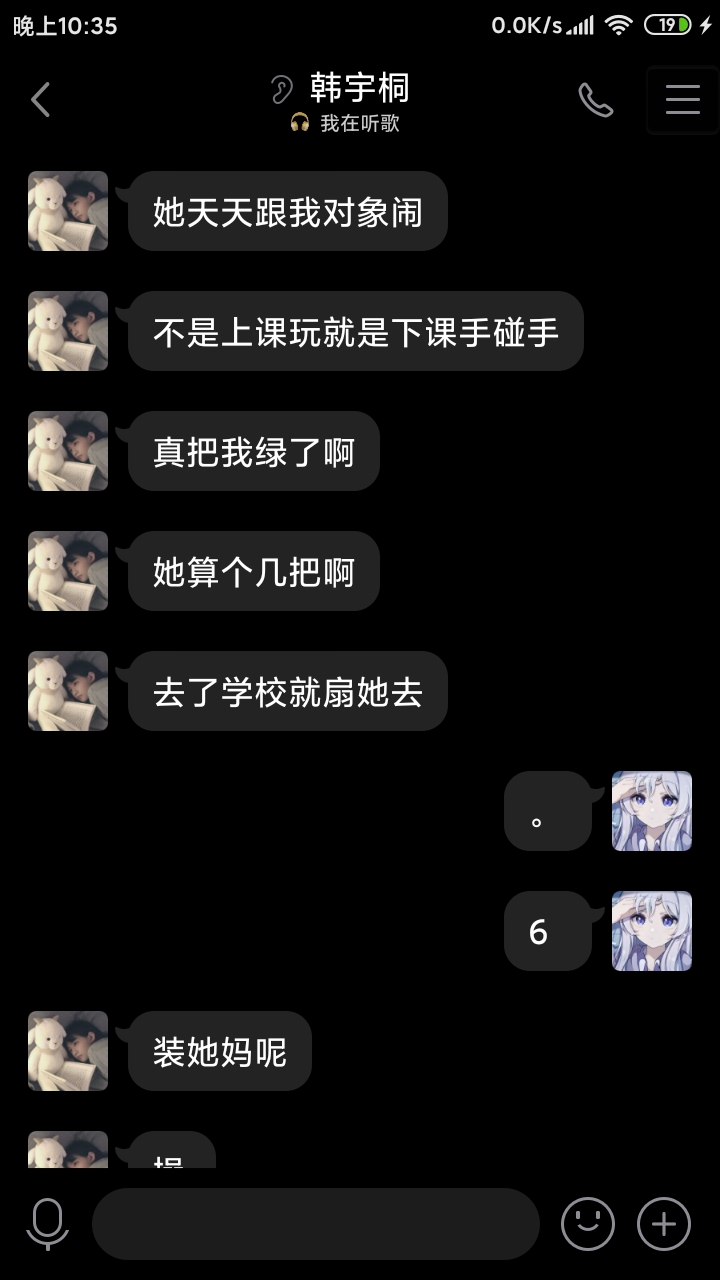 晚上10:35
0.0K/s
19
韩宇桐
我在听歌
她天天跟我对象闹
不是上课玩就是下课手碰手
真把我绿了啊
她算个几把啊
去了学校就扇她去
。
6
装她妈呢